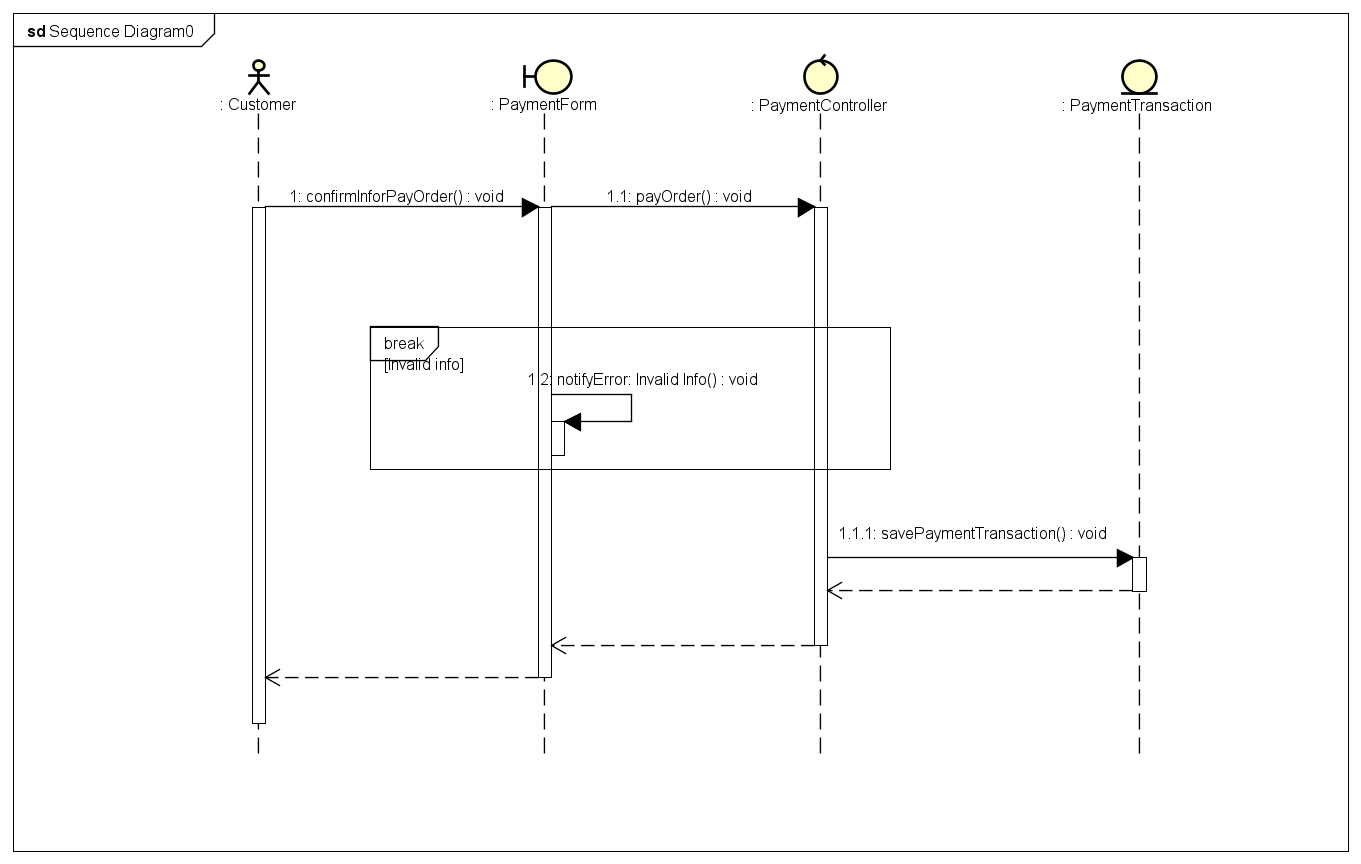 sd Sequence Diagram0
: Customer
: PaymentForm
: PaymentController
: PaymentTransaction
1: confirmInforPayOrder() : void
1.1: payOrder() : void
break
[Invalid info]
1.2: notifyError: Invalid Info() : void
1.1.1: savePaymentTransaction() : void